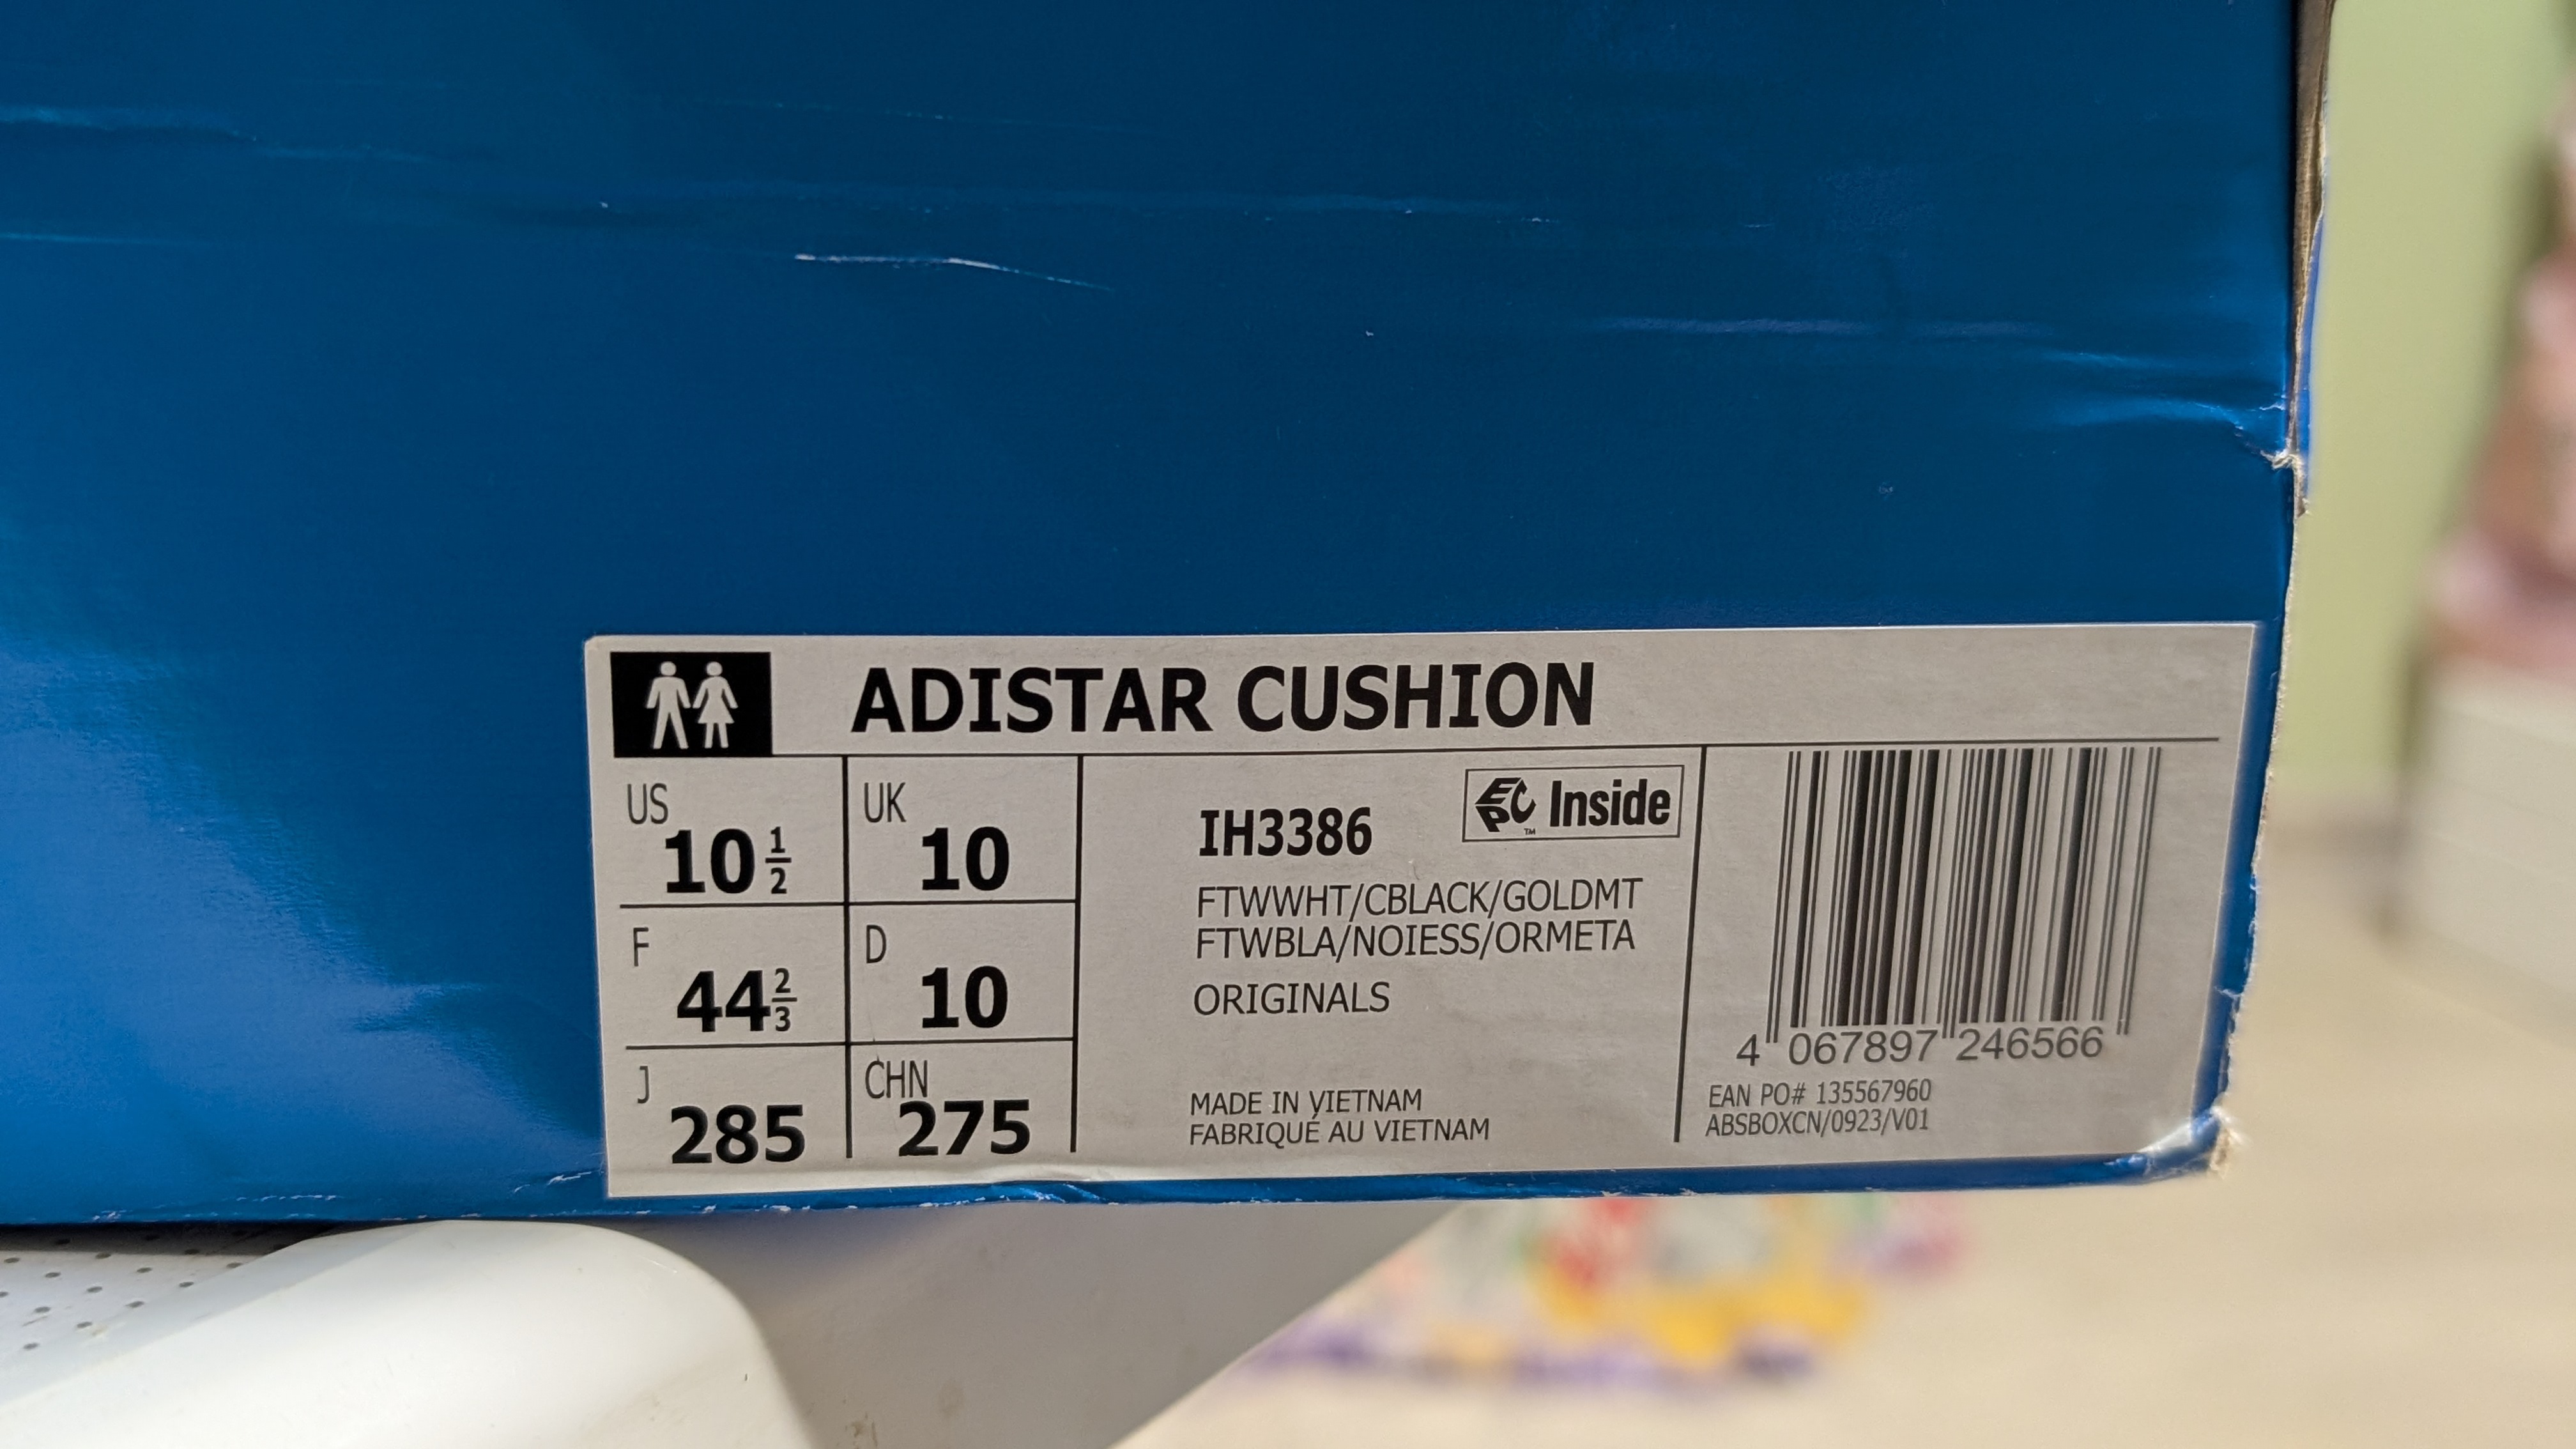 ADISTAR CUSHION
US 10 1/2
UK 10
F 44 2/3
D 10
J 285
CHN 275
IH3386
EPC™ Inside
FTWWHT/CBLACK/GOLDMT
FTWBLA/NOIESS/ORMETA
ORIGINALS
MADE IN VIETNAM
FABRIQUÉ AU VIETNAM
4 067897 246566
EAN PO# 135567960
ABSBOXCN/0923/V01